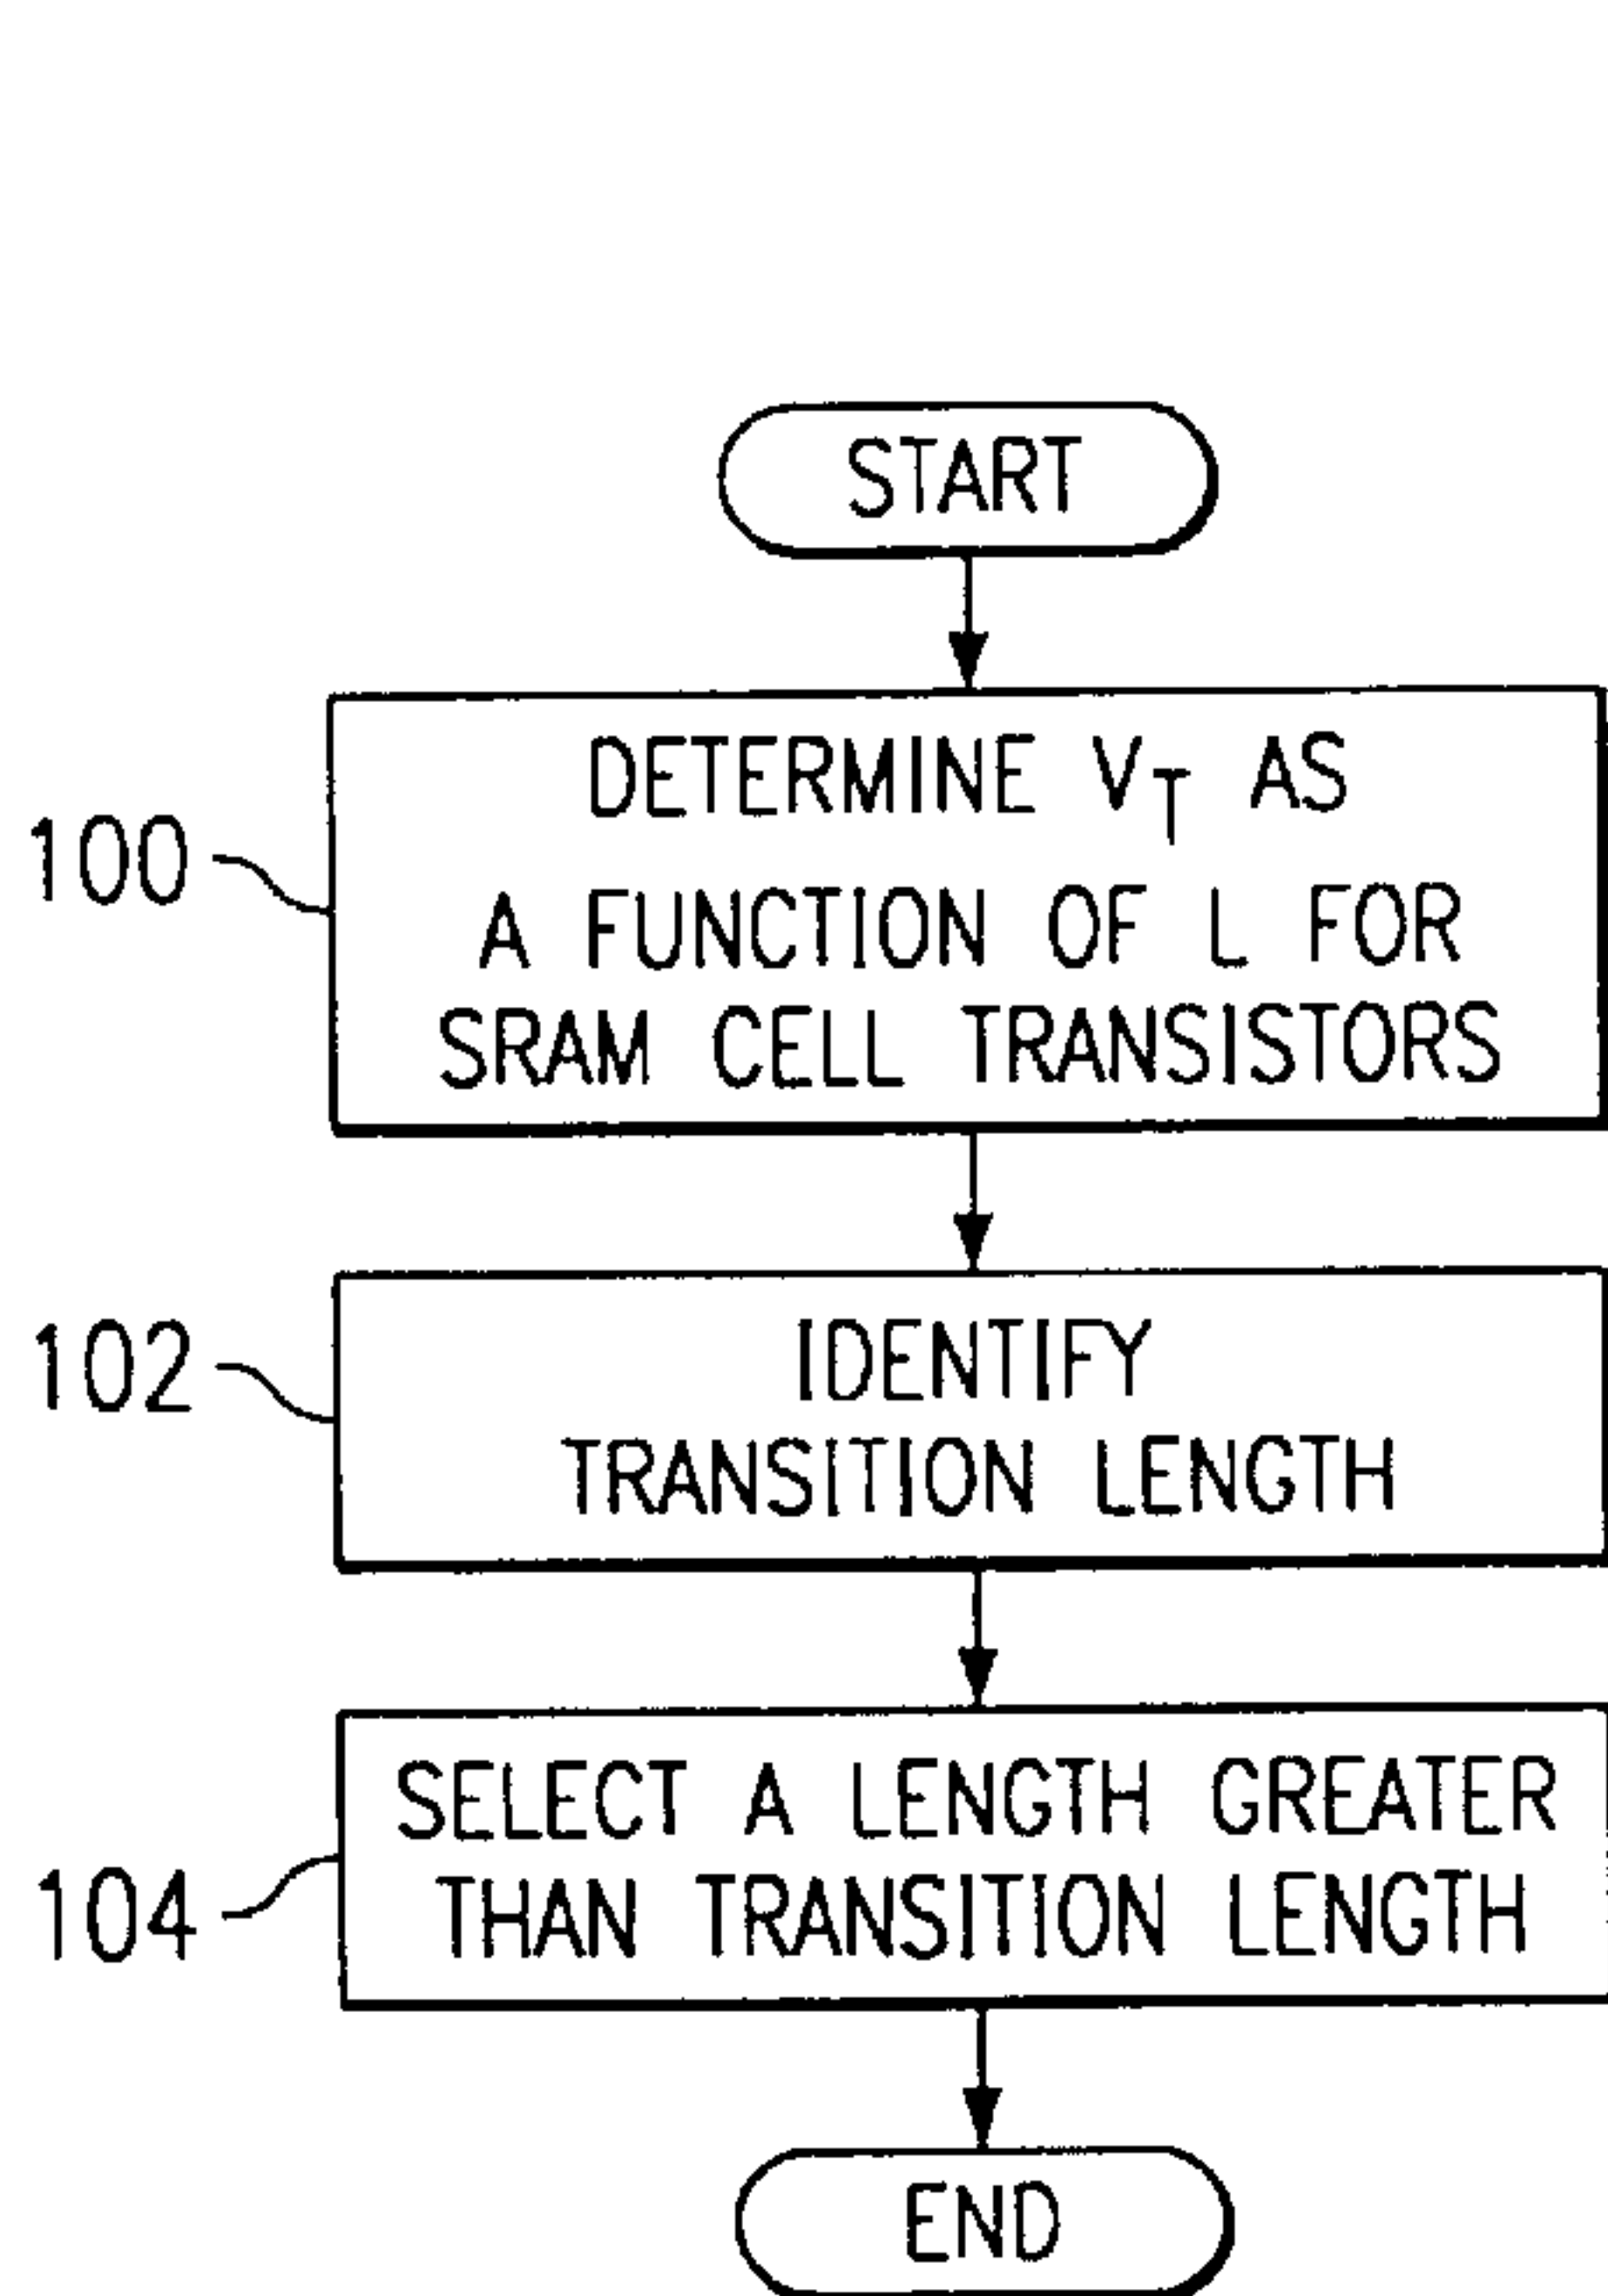 START
DETERMINE VT AS
A FUNCTION OF L FOR
SRAM CELL TRANSISTORS
100
IDENTIFY
TRANSITION LENGTH
102
SELECT A LENGTH GREATER
THAN TRANSITION LENGTH
104
END